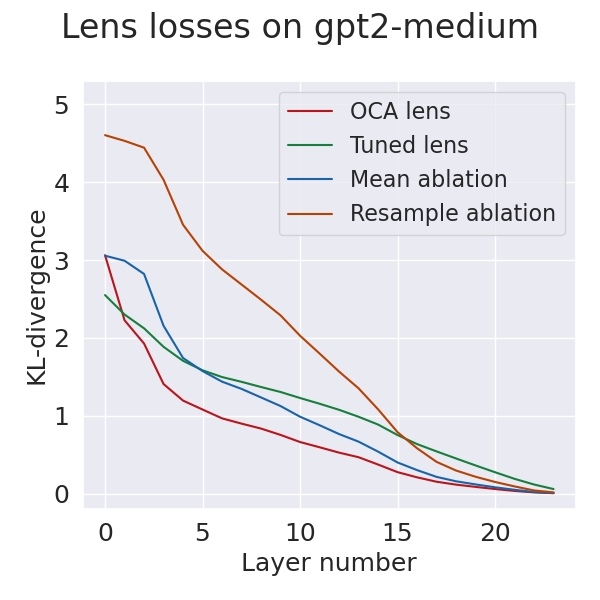 Lens losses on gpt2-medium
OCA lens
Tuned lens
Mean ablation
Resample ablation
KL-divergence
5
4
3
2
1
0
0 5 10 15 20
Layer number